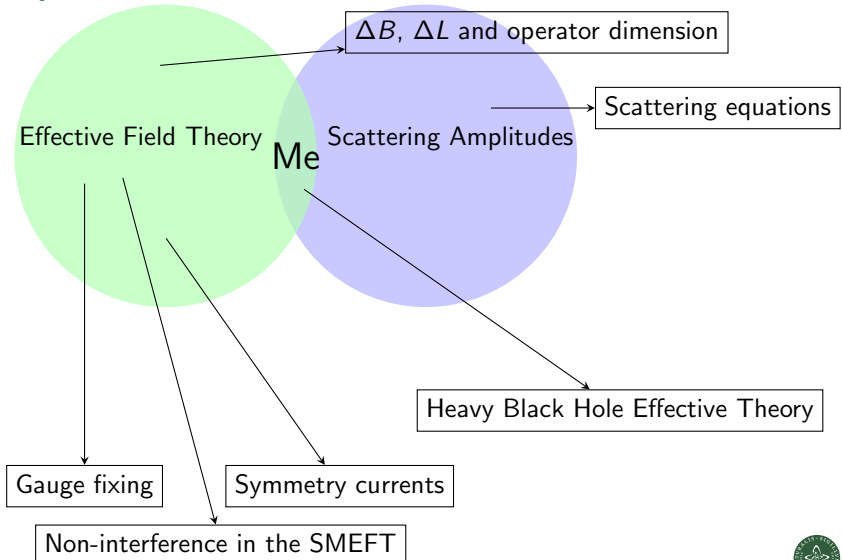 ΔB, ΔL and operator dimension
Scattering equations
Effective Field Theory
Me
Scattering Amplitudes
Heavy Black Hole Effective Theory
Gauge fixing
Symmetry currents
Non-interference in the SMEFT